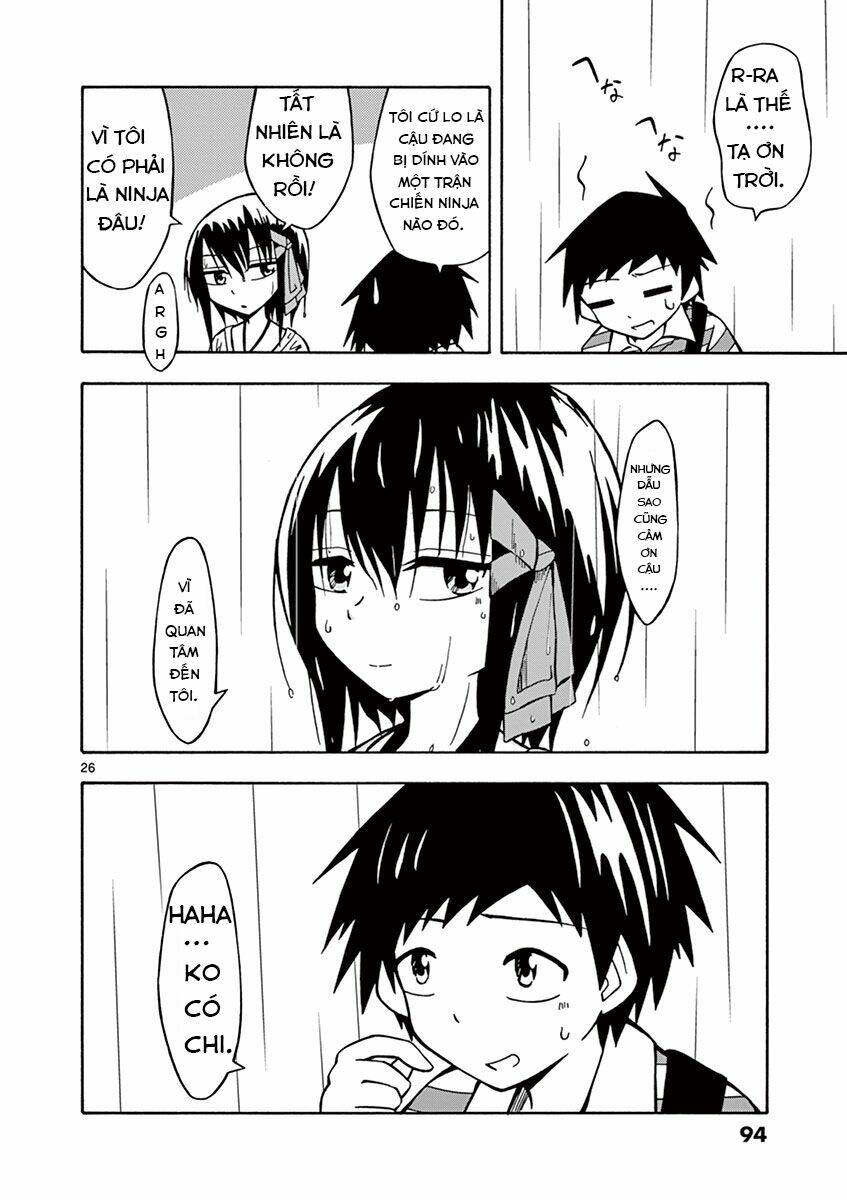 R-RA
LÀ THẾ
....
TẠ ƠN
TRỜI.
へな
へな
TÔI CỨ LO LÀ
CẬU ĐANG
BỊ DÍNH VÀO
MỘT TRẬN
CHIẾN NINJA
NÀO ĐÓ.
TẤT
NHIÊN LÀ
KHÔNG
RỒI!
VÌ TÔI
CÓ PHẢI
LÀ NINJA
ĐÂU!
A
R
G
H
NHƯNG
DẪU
SAO
CŨNG
CẢM
ƠN
CẬU
....
VÌ
ĐÃ
QUAN
TÂM
ĐẾN
TÔI.
26
HAHA
...
KO
CÓ
CHI.
94